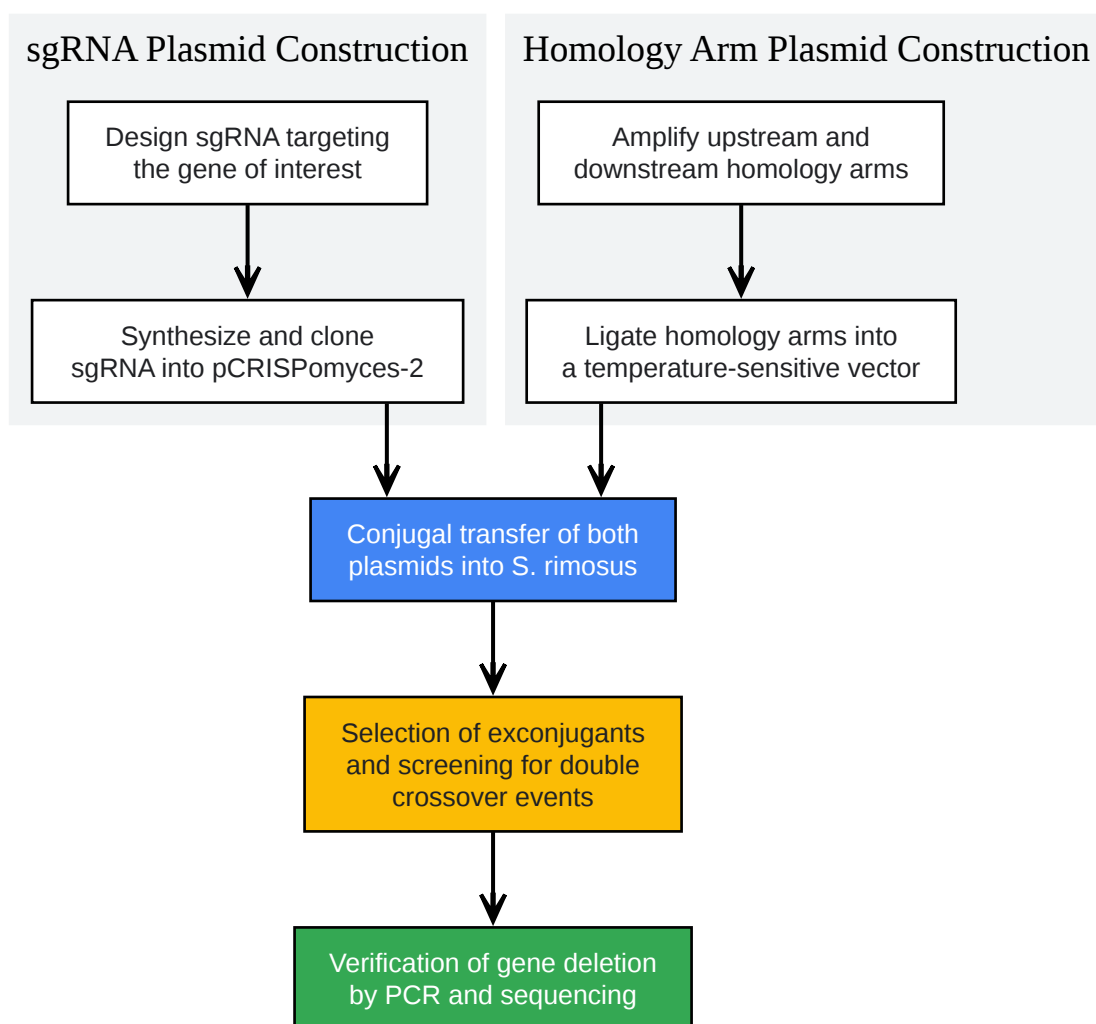 sgRNA Plasmid Construction
Design sgRNA targeting
the gene of interest
Synthesize and clone
sgRNA into pCRISPomyces-2
Homology Arm Plasmid Construction
Amplify upstream and
downstream homology arms
Ligate homology arms into
a temperature-sensitive vector
Conjugal transfer of both
plasmids into S. rimosus
Selection of exconjugants
and screening for double
crossover events
Verification of gene deletion
by PCR and sequencing